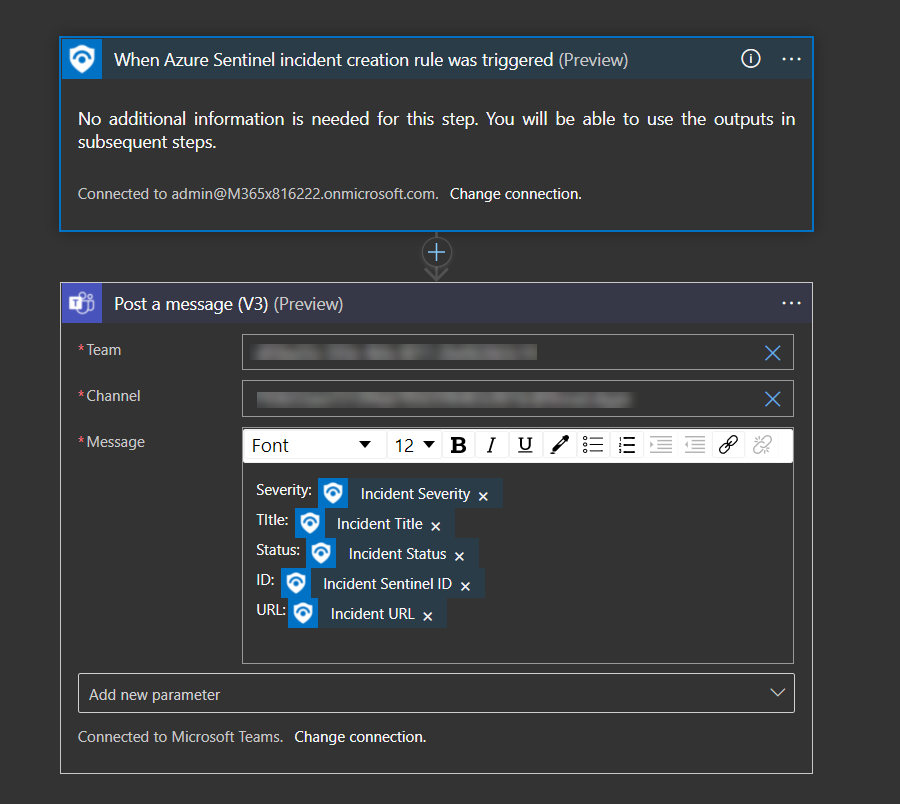 When Azure Sentinel incident creation rule was triggered (Preview)
No additional information is needed for this step. You will be able to use the outputs in
subsequent steps.
Connected to admin@M365x816222.onmicrosoft.com. Change connection.
Post a message (V3) (Preview)
* Team
* Channel
* Message
Font 12 B I U
Severity: Incident Severity ×
TItle: Incident Title ×
Status: Incident Status ×
ID: Incident Sentinel ID ×
URL: Incident URL ×
Add new parameter
Connected to Microsoft Teams. Change connection.